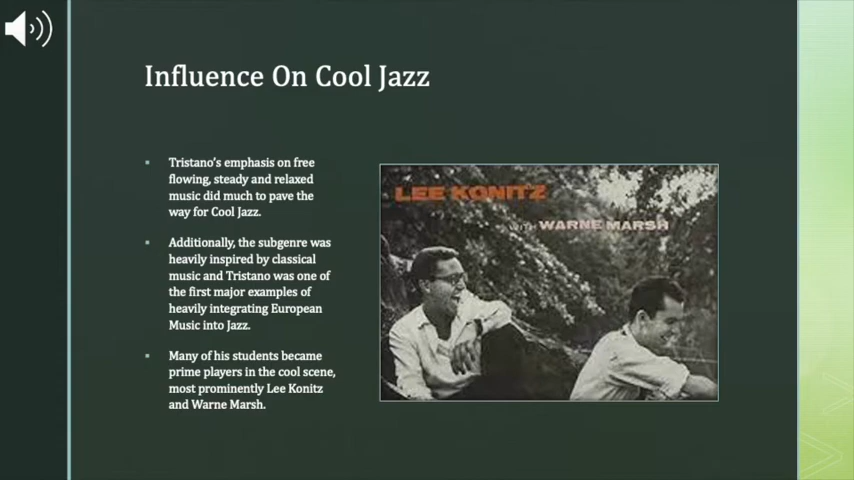 Influence On Cool Jazz
Tristano's emphasis on free
flowing, steady and relaxed
music did much to pave the
way for Cool Jazz.
Additionally, the subgenre was
heavily inspired by classical
music and Tristano was one of
the first major examples of
heavily integrating European
Music into Jazz.
Many of his students became
prime players in the cool scene,
most prominently Lee Konitz
and Warne Marsh.
LEE KONITZ
WITH WARNE MARSH